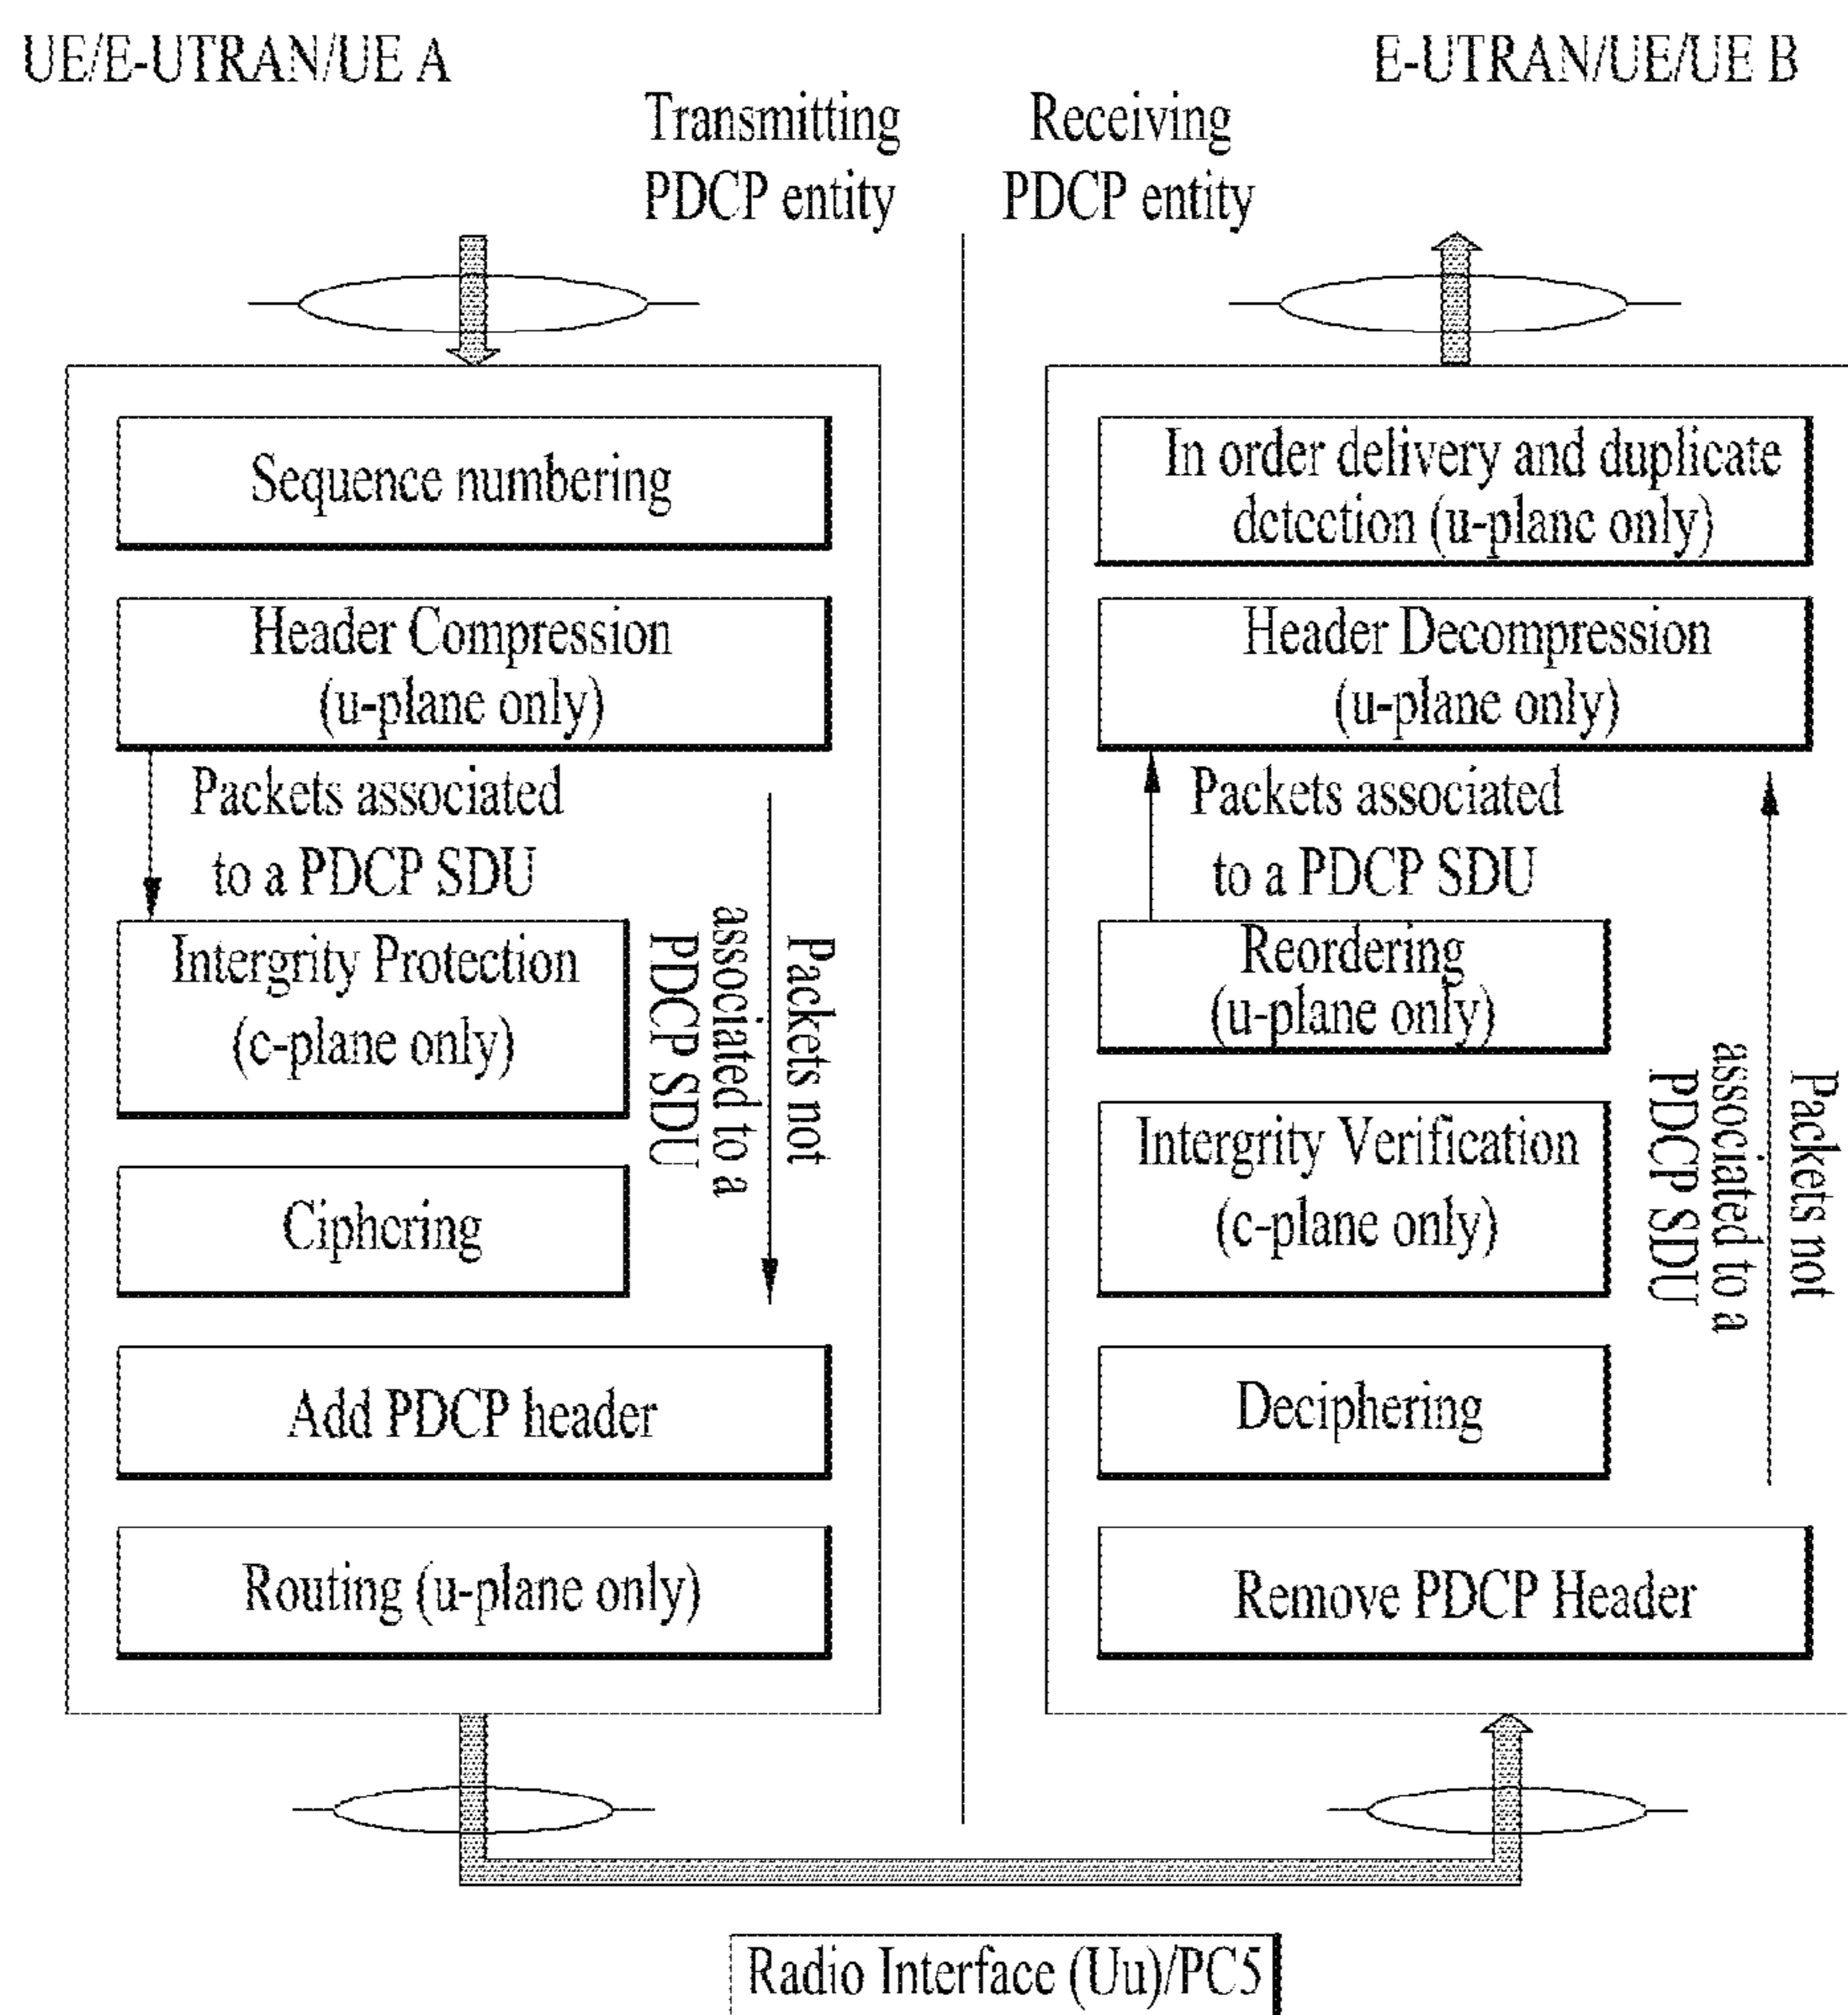 UE/E-UTRAN/UE A
E-UTRAN/UE/UE B
Transmitting
PDCP entity
Receiving
PDCP entity
Sequence numbering
Header Compression
(u-plane only)
Packets associated
to a PDCP SDU
Intergrity Protection
(c-plane only)
Packets not
associated to a
PDCP SDU
Ciphering
Add PDCP header
Routing (u-plane only)
In order delivery and duplicate
detection (u-plane only)
Header Decompression
(u-plane only)
Packets associated
to a PDCP SDU
Reordering
(u-plane only)
Intergrity Verification
(c-plane only)
Packets not
associated to a
PDCP SDU
Deciphering
Remove PDCP Header
Radio Interface (Uu)/PC5